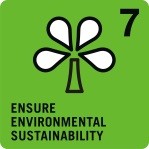 7
ENSURE
ENVIRONMENTAL
SUSTAINABILITY